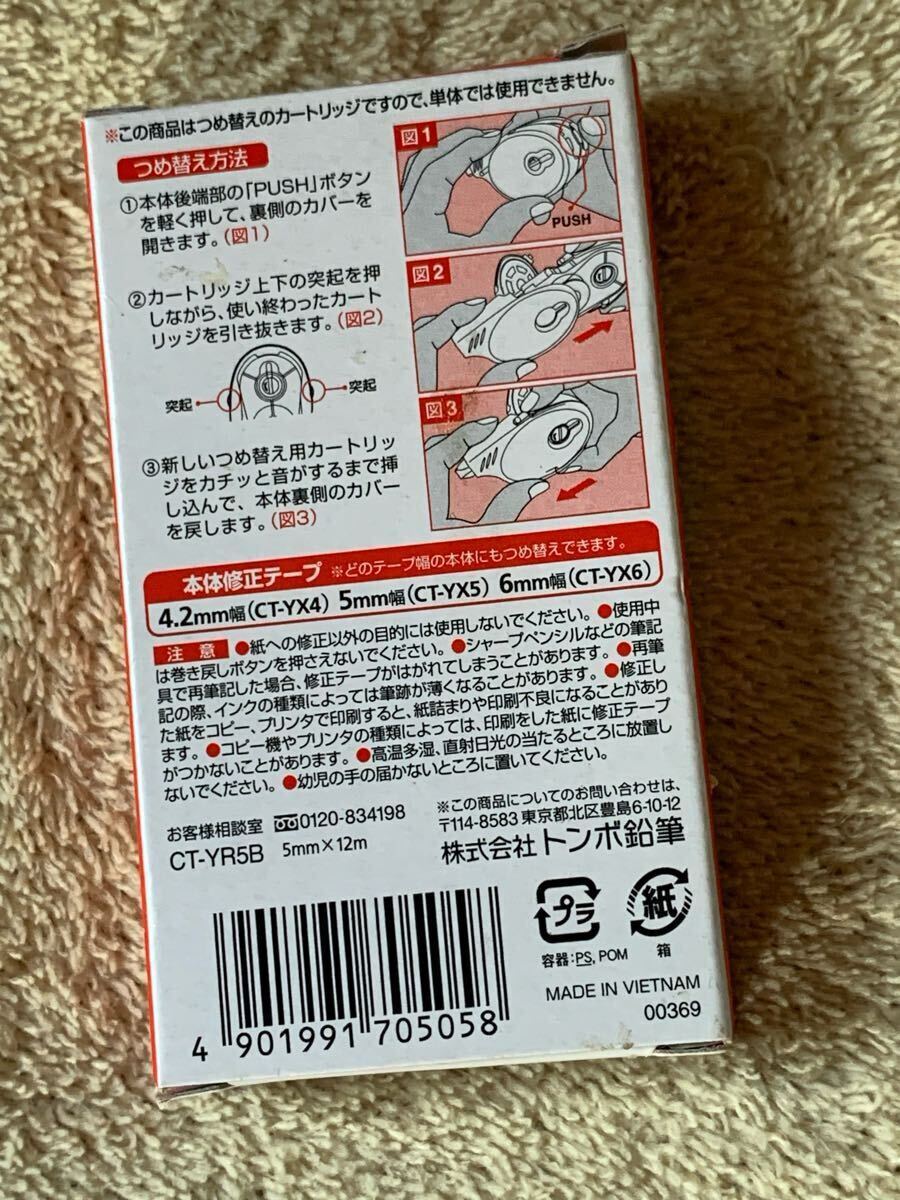 ※この商品はつめ替えのカートリッジですので、単体では使用できません。
つめ替え方法
①本体後端部の「PUSH」ボタン
を軽く押して、裏側のカバーを
開きます。(図1)
図1
PUSH
②カートリッジ上下の突起を押
しながら、使い終わったカート
リッジを引き抜きます。(図2)
突起
突起
図2
③新しいつめ替え用カートリッ
ジをカチッと音がするまで挿
し込んで、本体裏側のカバー
を戻します。(図3)
図3
本体修正テープ ※どのテープ幅の本体にもつめ替えできます。
4.2mm幅(CT-YX4) 5mm幅(CT-YX5) 6mm幅(CT-YX6)
注意 ●紙への修正以外の目的には使用しないでください。●使用中
は巻き戻しボタンを押さえないでください。●シャープペンシルなどの筆記
具で再筆記した場合、修正テープがはがれてしまうことがあります。●再筆
記の際、インクの種類によっては筆跡が薄くなることがあります。●修正し
た紙をコピー、プリンタで印刷すると、紙詰まりや印刷不良になることがあり
ます。●コピー機やプリンタの種類によっては、印刷をした紙に修正テープ
がつかないことがあります。●高温多湿、直射日光の当たるところに放置し
ないでください。●幼児の手の届かないところに置いてください。
お客様相談室 0120-834198
CT-YR5B 5mm×12m
※この商品についてのお問い合わせは、
〒114-8583 東京都北区豊島6-10-12
株式会社トンボ鉛筆
プラ
容器:PS, POM
紙
箱
MADE IN VIETNAM
00369
4 901991 705058